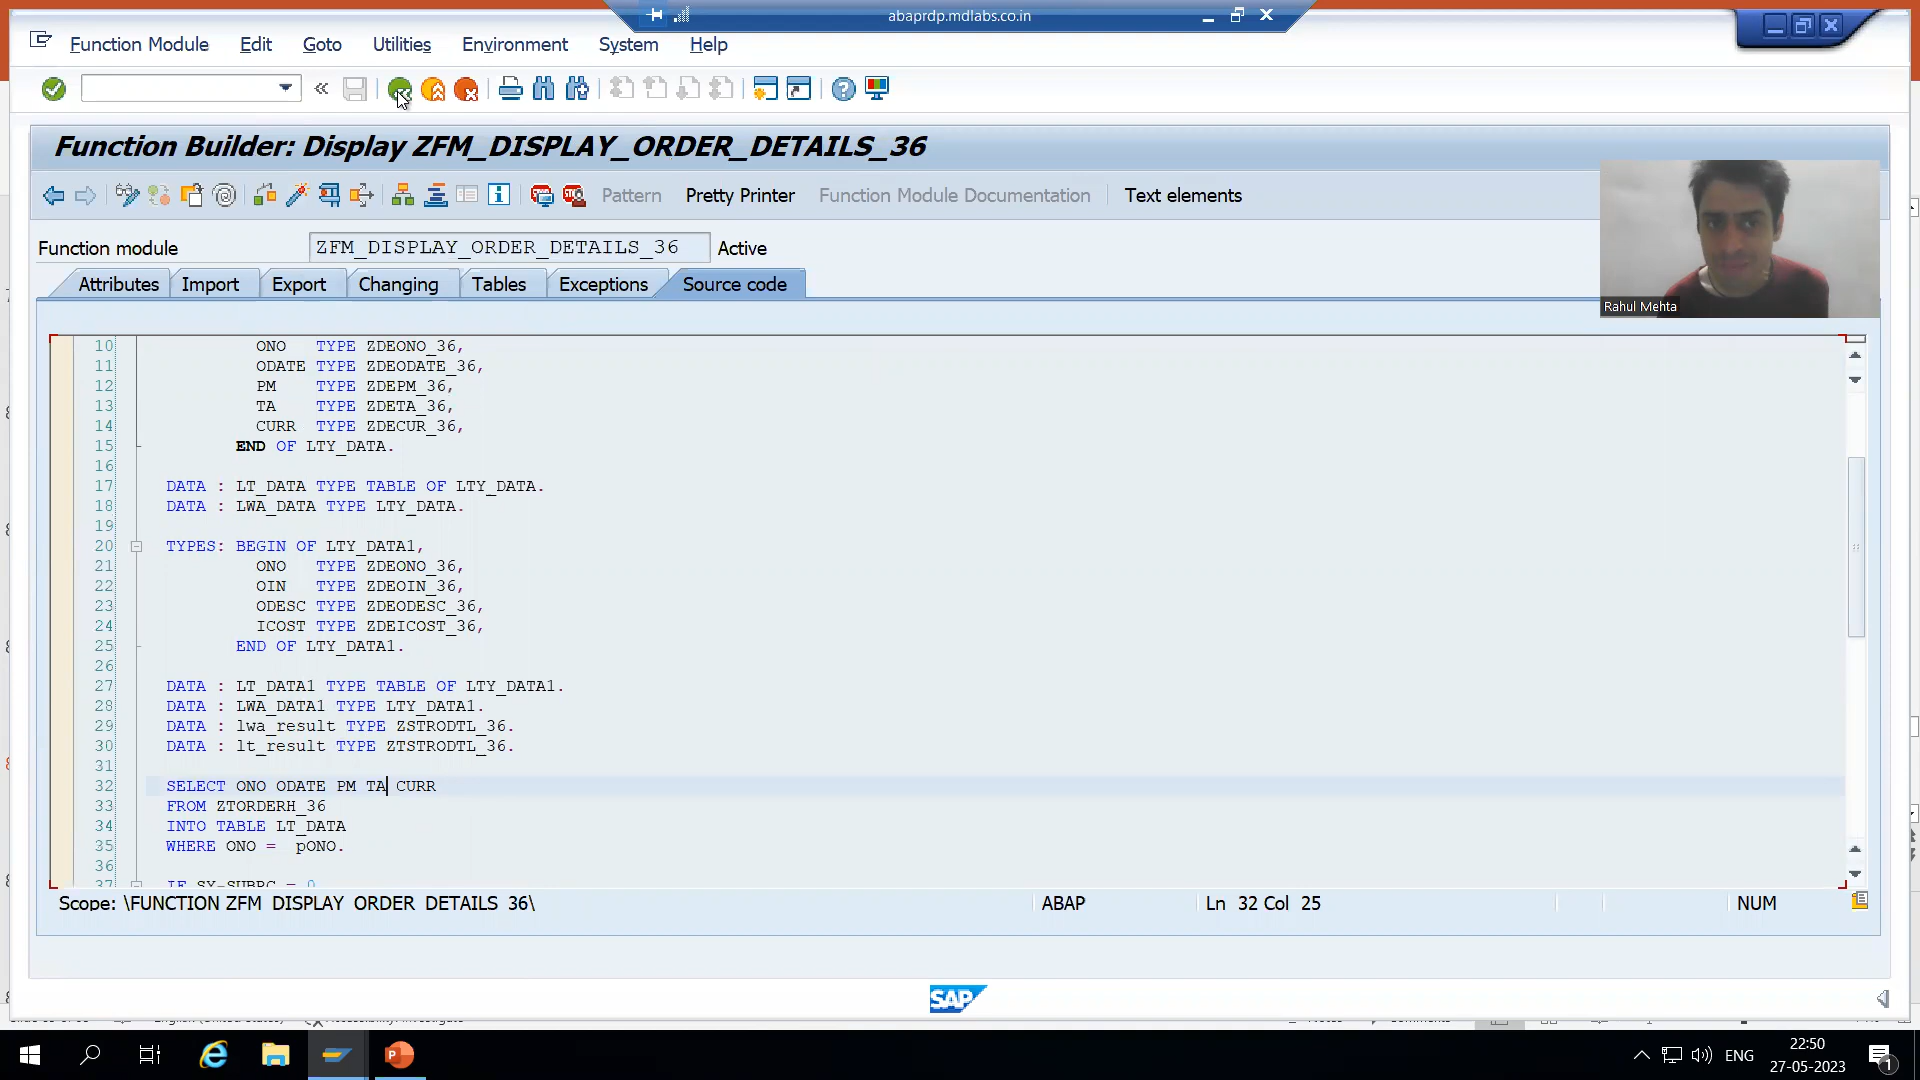 abaprdp.mdlabs.co.in
Function Module Edit Goto Utilities Environment System Help
Function Builder: Display ZFM_DISPLAY_ORDER_DETAILS_36
Pattern Pretty Printer Function Module Documentation Text elements
Function module ZFM_DISPLAY_ORDER_DETAILS_36 Active
Rahul Mehta
Attributes Import Export Changing Tables Exceptions Source code
10 ONO TYPE ZDEONO_36,
11 ODATE TYPE ZDEODATE_36,
12 PM TYPE ZDEPM_36,
13 TA TYPE ZDETA_36,
14 CURR TYPE ZDECUR_36,
15 END OF LTY_DATA.
16
17 DATA : LT_DATA TYPE TABLE OF LTY_DATA.
18 DATA : LWA_DATA TYPE LTY_DATA.
19
20 TYPES: BEGIN OF LTY_DATA1,
21 ONO TYPE ZDEONO_36,
22 OIN TYPE ZDEOIN_36,
23 ODESC TYPE ZDEODESC_36,
24 ICOST TYPE ZDEICOST_36,
25 END OF LTY_DATA1.
26
27 DATA : LT_DATA1 TYPE TABLE OF LTY_DATA1.
28 DATA : LWA_DATA1 TYPE LTY_DATA1.
29 DATA : lwa_result TYPE ZSTRODTL_36.
30 DATA : lt_result TYPE ZTSTRODTL_36.
31
32 SELECT ONO ODATE PM TA CURR
33 FROM ZTORDERH_36
34 INTO TABLE LT_DATA
35 WHERE ONO = pONO.
36
37 IF SY-SUBRC = 0
Scope: \FUNCTION ZFM_DISPLAY_ORDER_DETAILS_36\ ABAP Ln 32 Col 25 NUM
SAP
ENG
22:50
27-05-2023
1